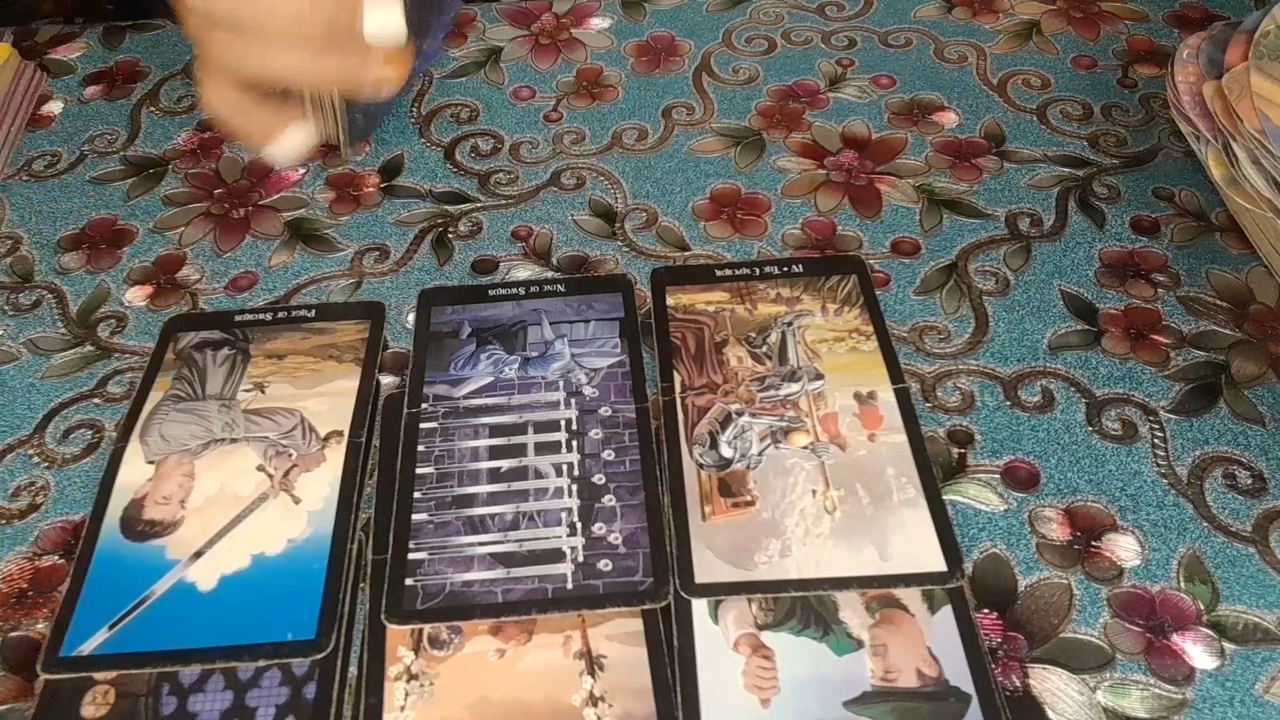 PAGE OF SWORDS
NINE OF SWORDS
IV • THE EMPEROR